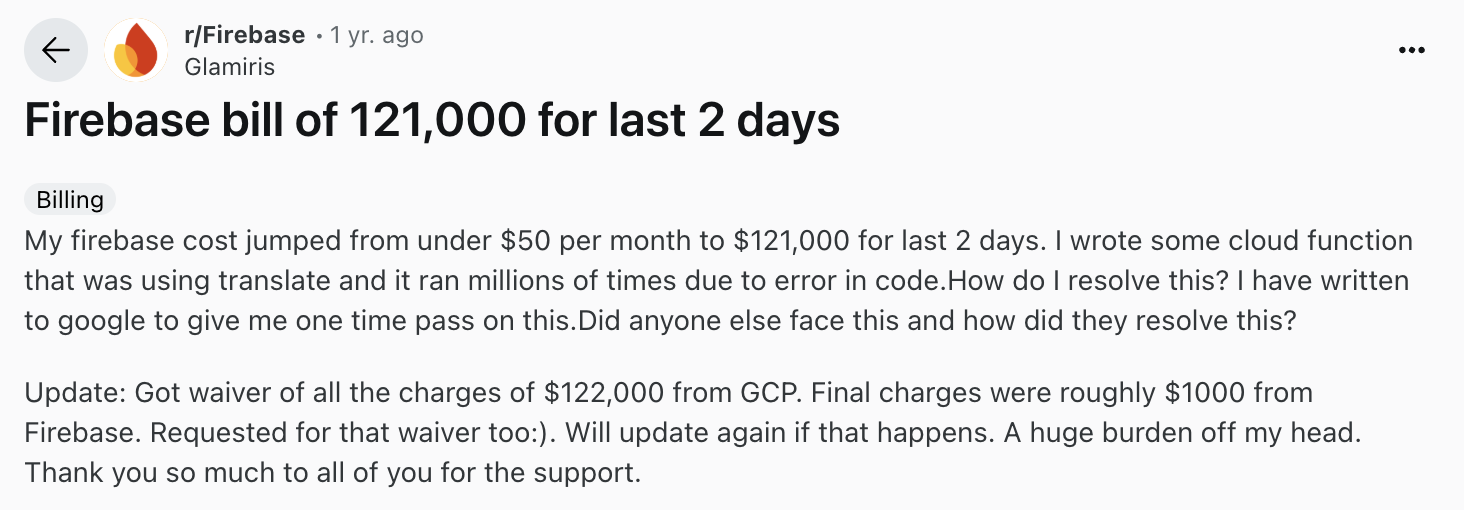 r/Firebase • 1 yr. ago
Glamiris
Firebase bill of 121,000 for last 2 days
Billing
My firebase cost jumped from under $50 per month to $121,000 for last 2 days. I wrote some cloud function
that was using translate and it ran millions of times due to error in code.How do I resolve this? I have written
to google to give me one time pass on this.Did anyone else face this and how did they resolve this?
Update: Got waiver of all the charges of $122,000 from GCP. Final charges were roughly $1000 from
Firebase. Requested for that waiver too:). Will update again if that happens. A huge burden off my head.
Thank you so much to all of you for the support.